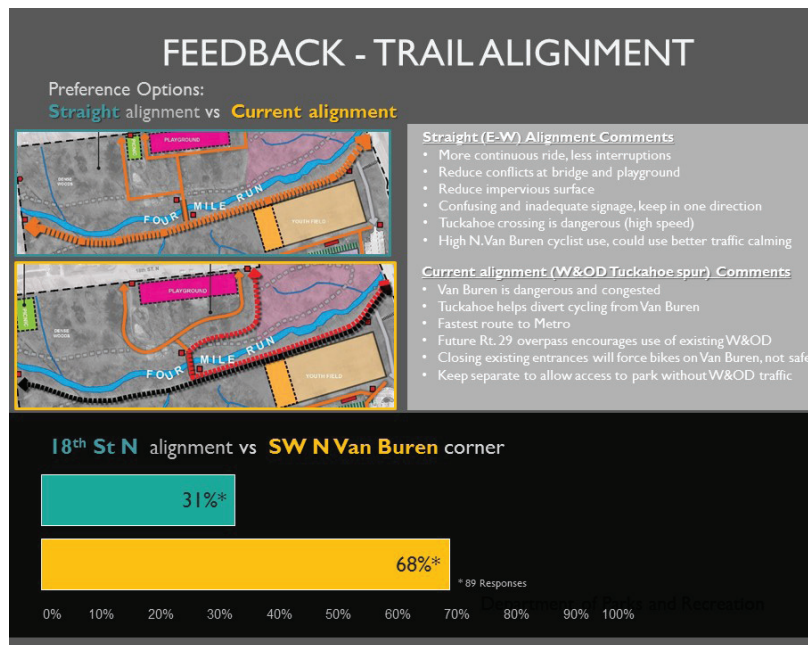 FEEDBACK - TRAIL ALIGNMENT
Preference Options:
Straight alignment vs Current alignment
PLAYGROUND
PICNIC
DENSE
WOODS
FOUR MILE RUN
YOUTH FIELD
PLAYGROUND
PICNIC
DENSE
WOODS
FOUR MILE RUN
YOUTH FIELD
Straight (E-W) Alignment Comments
• More continuous ride, less interruptions
• Reduce conflicts at bridge and playground
• Reduce impervious surface
• Confusing and inadequate signage, keep in one direction
• Tuckahoe crossing is dangerous (high speed)
• High N. Van Buren cyclist use, could use better traffic calming
Current alignment (W&OD Tuckahoe spur) Comments
• Van Buren is dangerous and congested
• Tuckahoe helps divert cycling from Van Buren
• Fastest route to Metro
• Future Rt. 29 overpass encourages use of existing W&OD
• Closing existing entrances will force bikes on Van Buren, not safe
• Keep separate to allow access to park without W&OD traffic
18th St N alignment vs SW N Van Buren corner
31%*
68%*
* 89 Responses
Department of Parks and Recreation
0% 10% 20% 30% 40% 50% 60% 70% 80% 90% 100%